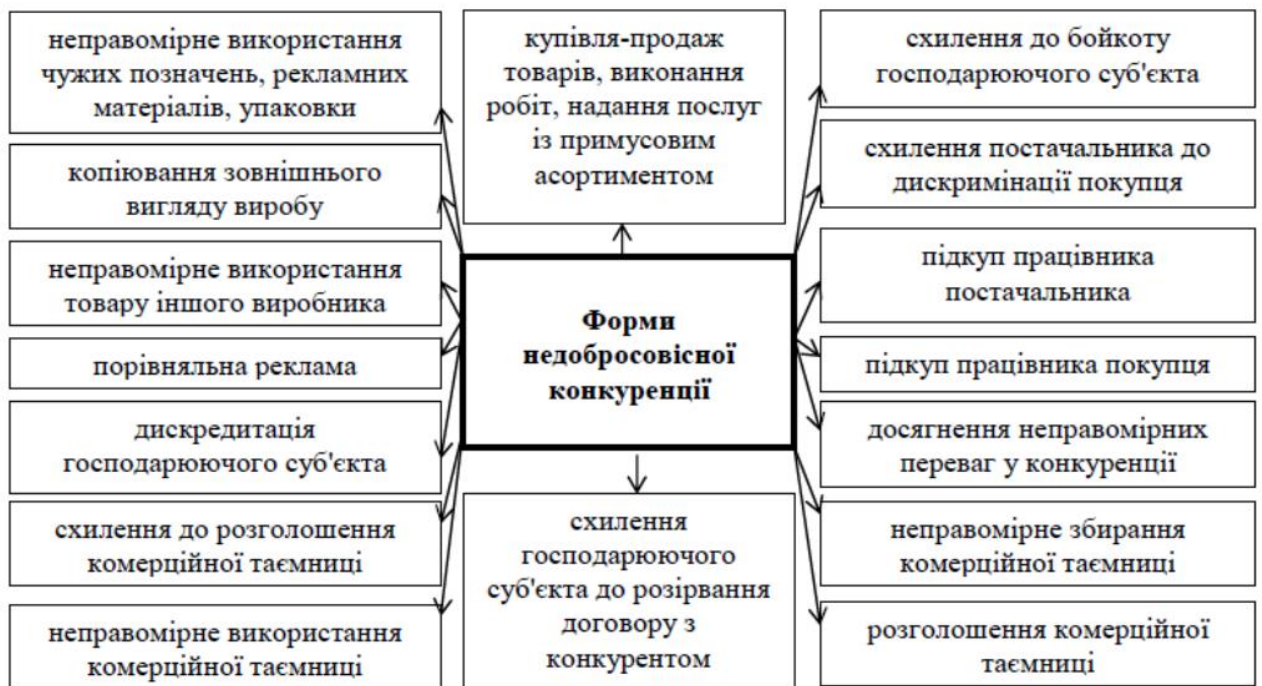 неправомірне використання
чужих позначень, рекламних
матеріалів, упаковки
копіювання зовнішнього
вигляду виробу
неправомірне використання
товару іншого виробника
порівняльна реклама
дискредитація
господарюючого суб'єкта
схилення до розголошення
комерційної таємниці
неправомірне використання
комерційної таємниці
купівля-продаж
товарів, виконання
робіт, надання послуг
із примусовим
асортиментом
Форми
недобросовісної
конкуренції
схилення
господарюючого
суб'єкта до розірвання
договору з
конкурентом
схилення до бойкоту
господарюючого суб'єкта
схилення постачальника до
дискримінації покупця
підкуп працівника
постачальника
підкуп працівника покупця
досягнення неправомірних
переваг у конкуренції
неправомірне збирання
комерційної таємниці
розголошення комерційної
таємниці